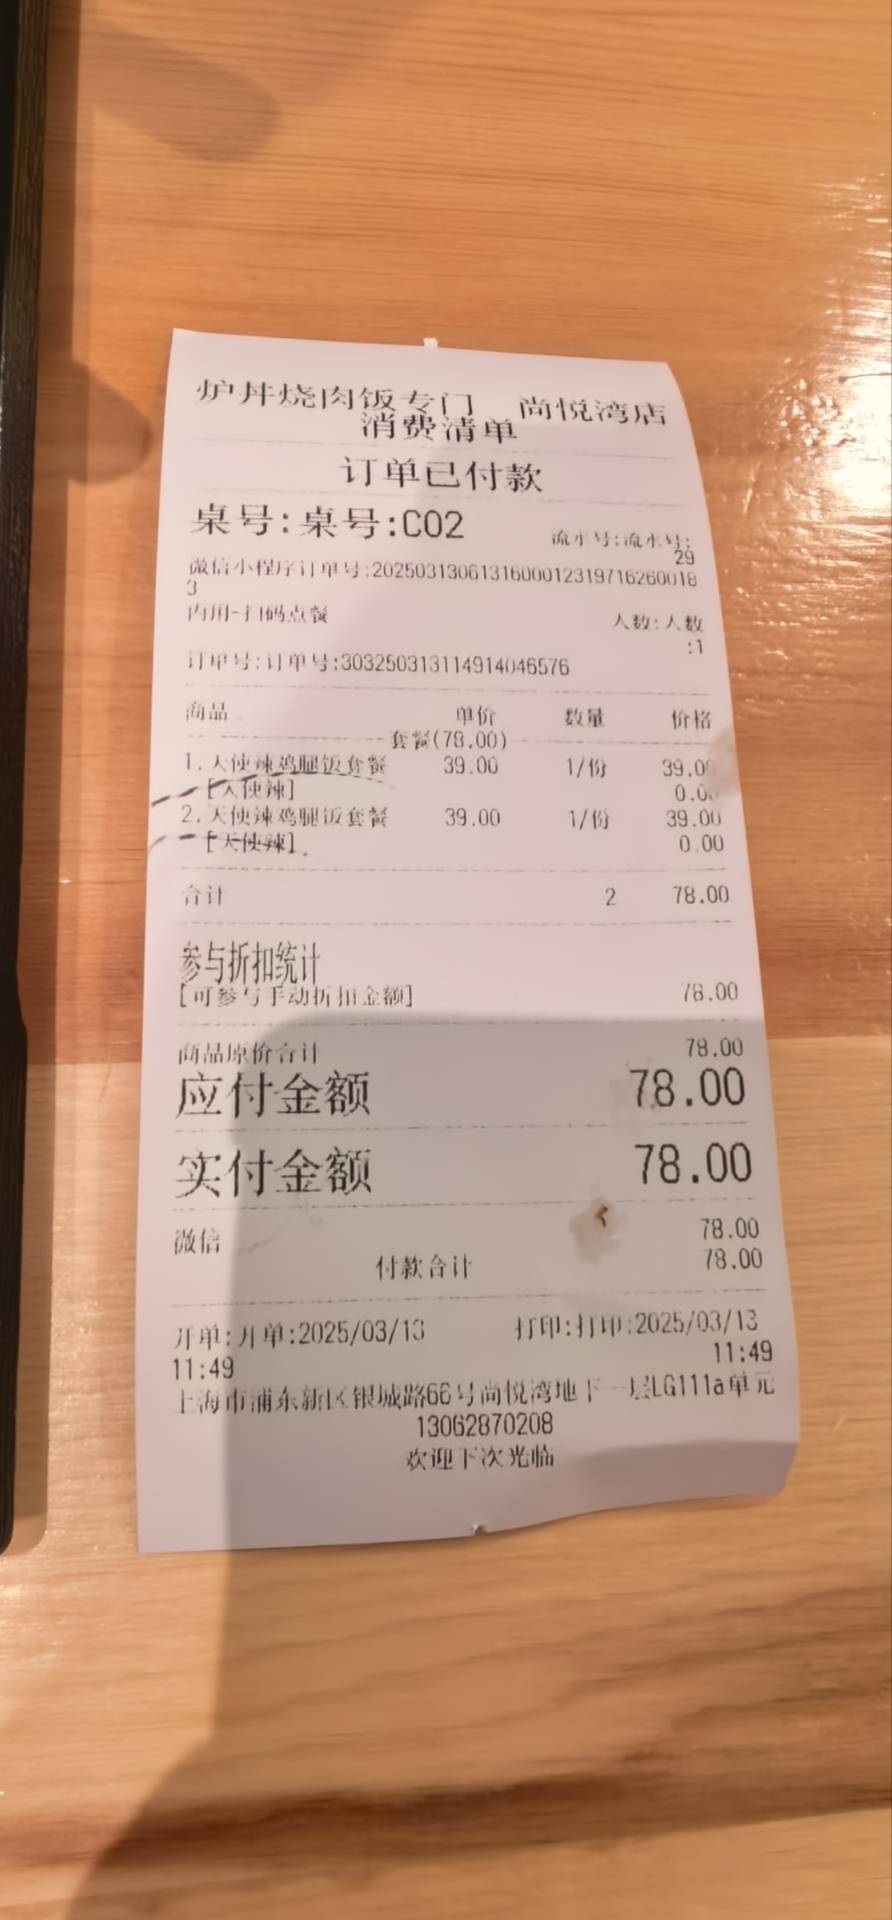 炉丼烧肉饭专门 尚悦湾店
消费清单
订单已付款
桌号:桌号:C02 流水号:流水号:
29
微信小程序订单号:2025031306131600012319716260018
3
内用-扫码点餐 人数:人数
:1
订单号:订单号:303250313114914046576
商品 单价 数量 价格
套餐(78.00)
1.天使辣鸡腿饭套餐 39.00 1/份 39.00
[天使辣] 0.00
2.天使辣鸡腿饭套餐 39.00 1/份 39.00
[天使辣] 0.00
合计 2 78.00
参与折扣统计
[可参与手动折扣金额] 78.00
商品原价合计 78.00
应付金额 78.00
实付金额 78.00
微信 78.00
付款合计 78.00
开单:开单:2025/03/13 打印:打印:2025/03/13
11:49 11:49
上海市浦东新区银城路66号尚悦湾地下一层LG111a单元
13062870208
欢迎下次光临